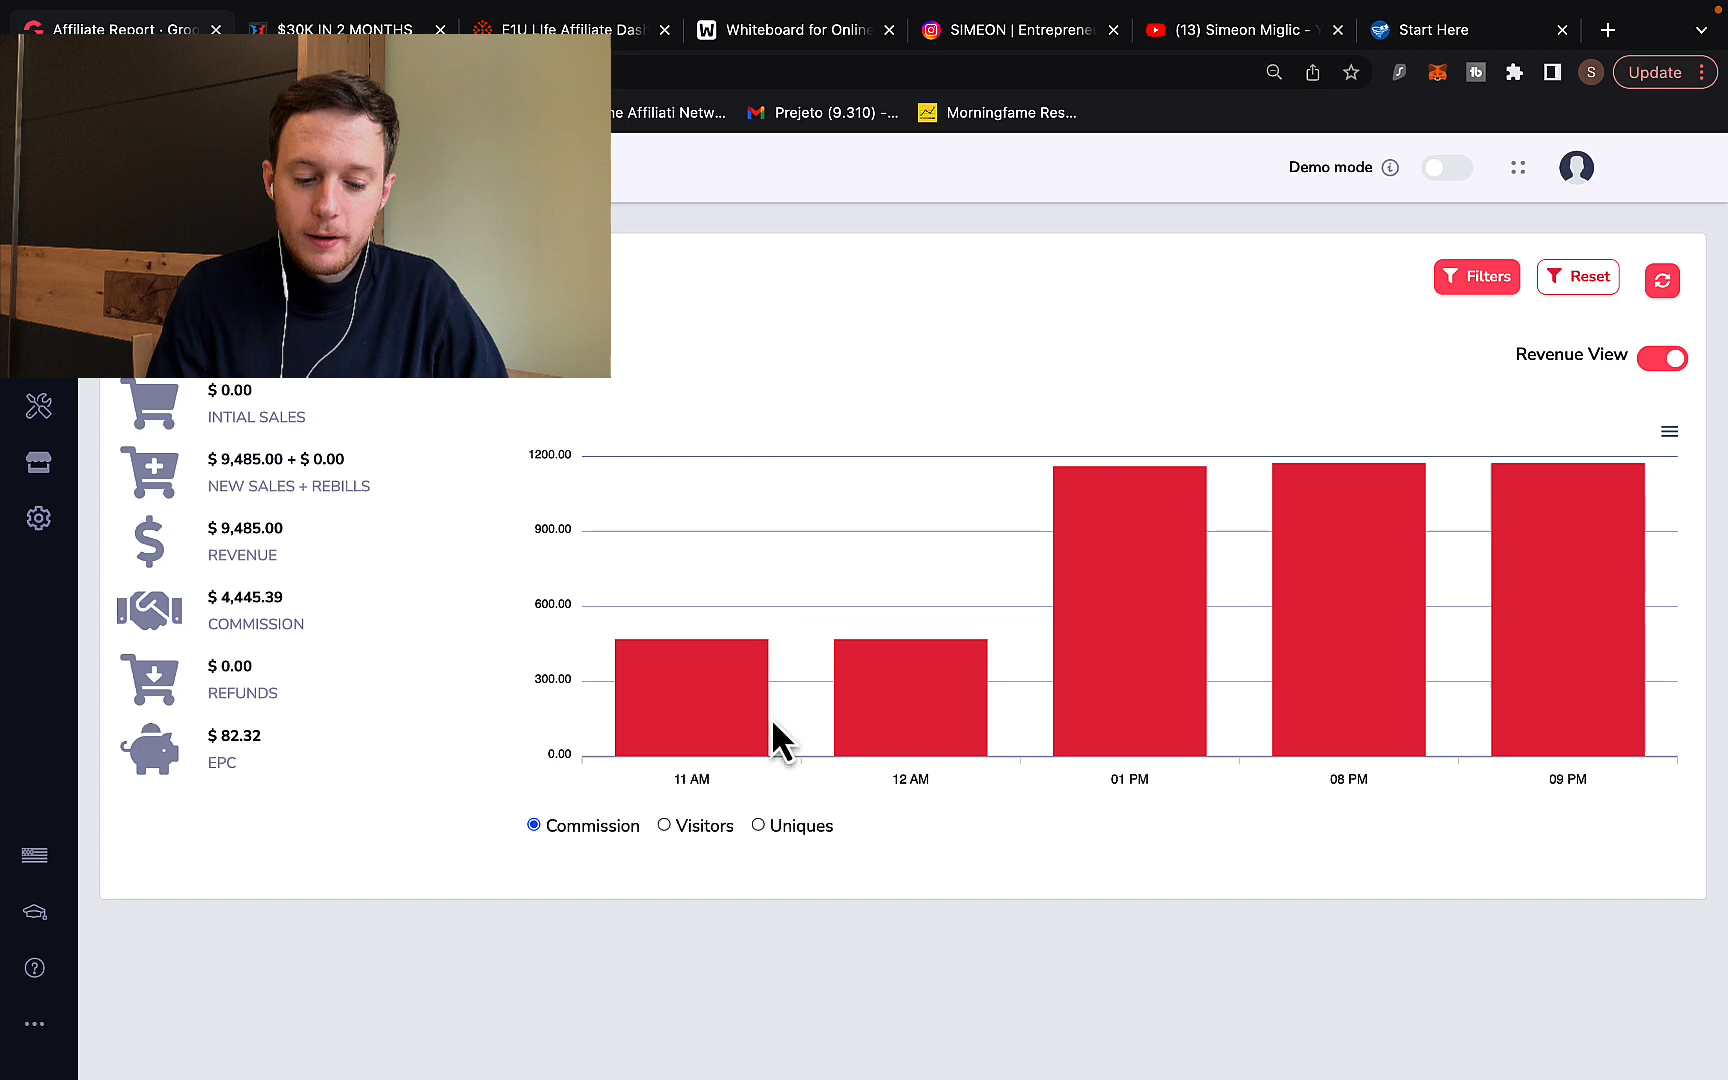 Affiliate Report · Groo
$30K IN 2 MONTHS
E1U LIfe Affiliate Dash
W Whiteboard for Online
SIMEON | Entrepreneu
(13) Simeon Miglic - Y
Start Here
tb
S
Update
ne Affiliati Netw...
Prejeto (9.310) –...
Morningfame Res...
Demo mode
Filters
Reset
Revenue View
$ 0.00
INTIAL SALES
$ 9,485.00 + $ 0.00
NEW SALES + REBILLS
$ 9,485.00
REVENUE
$ 4,445.39
COMMISSION
$ 0.00
REFUNDS
$ 82.32
EPC
1200.00
900.00
600.00
300.00
0.00
11 AM
12 AM
01 PM
08 PM
09 PM
Commission
Visitors
Uniques